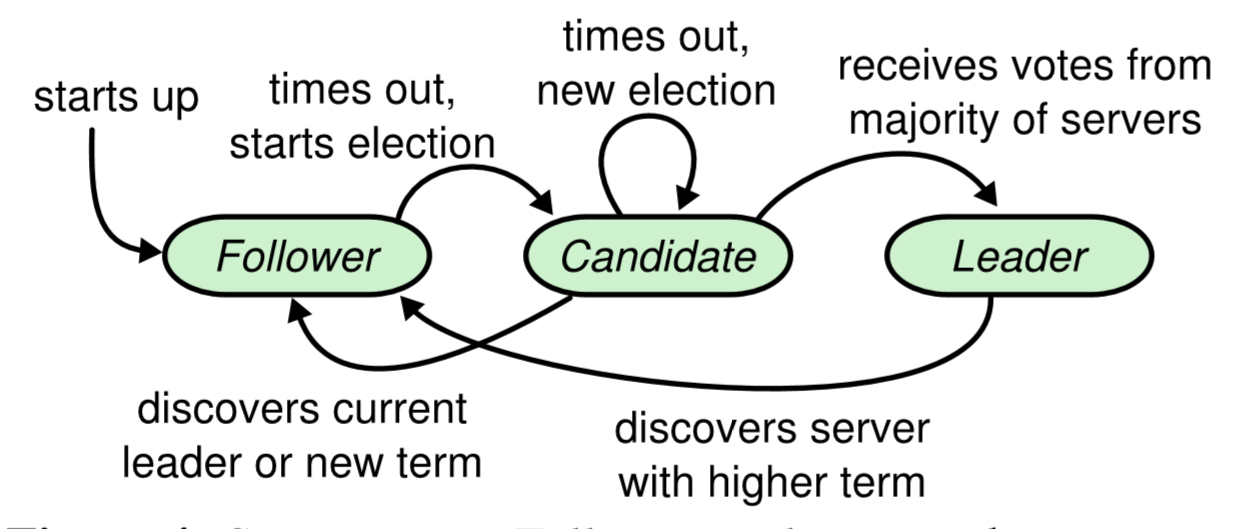 starts up
times out,
starts election
times out,
new election
receives votes from
majority of servers
Follower
Candidate
Leader
discovers current
leader or new term
discovers server
with higher term